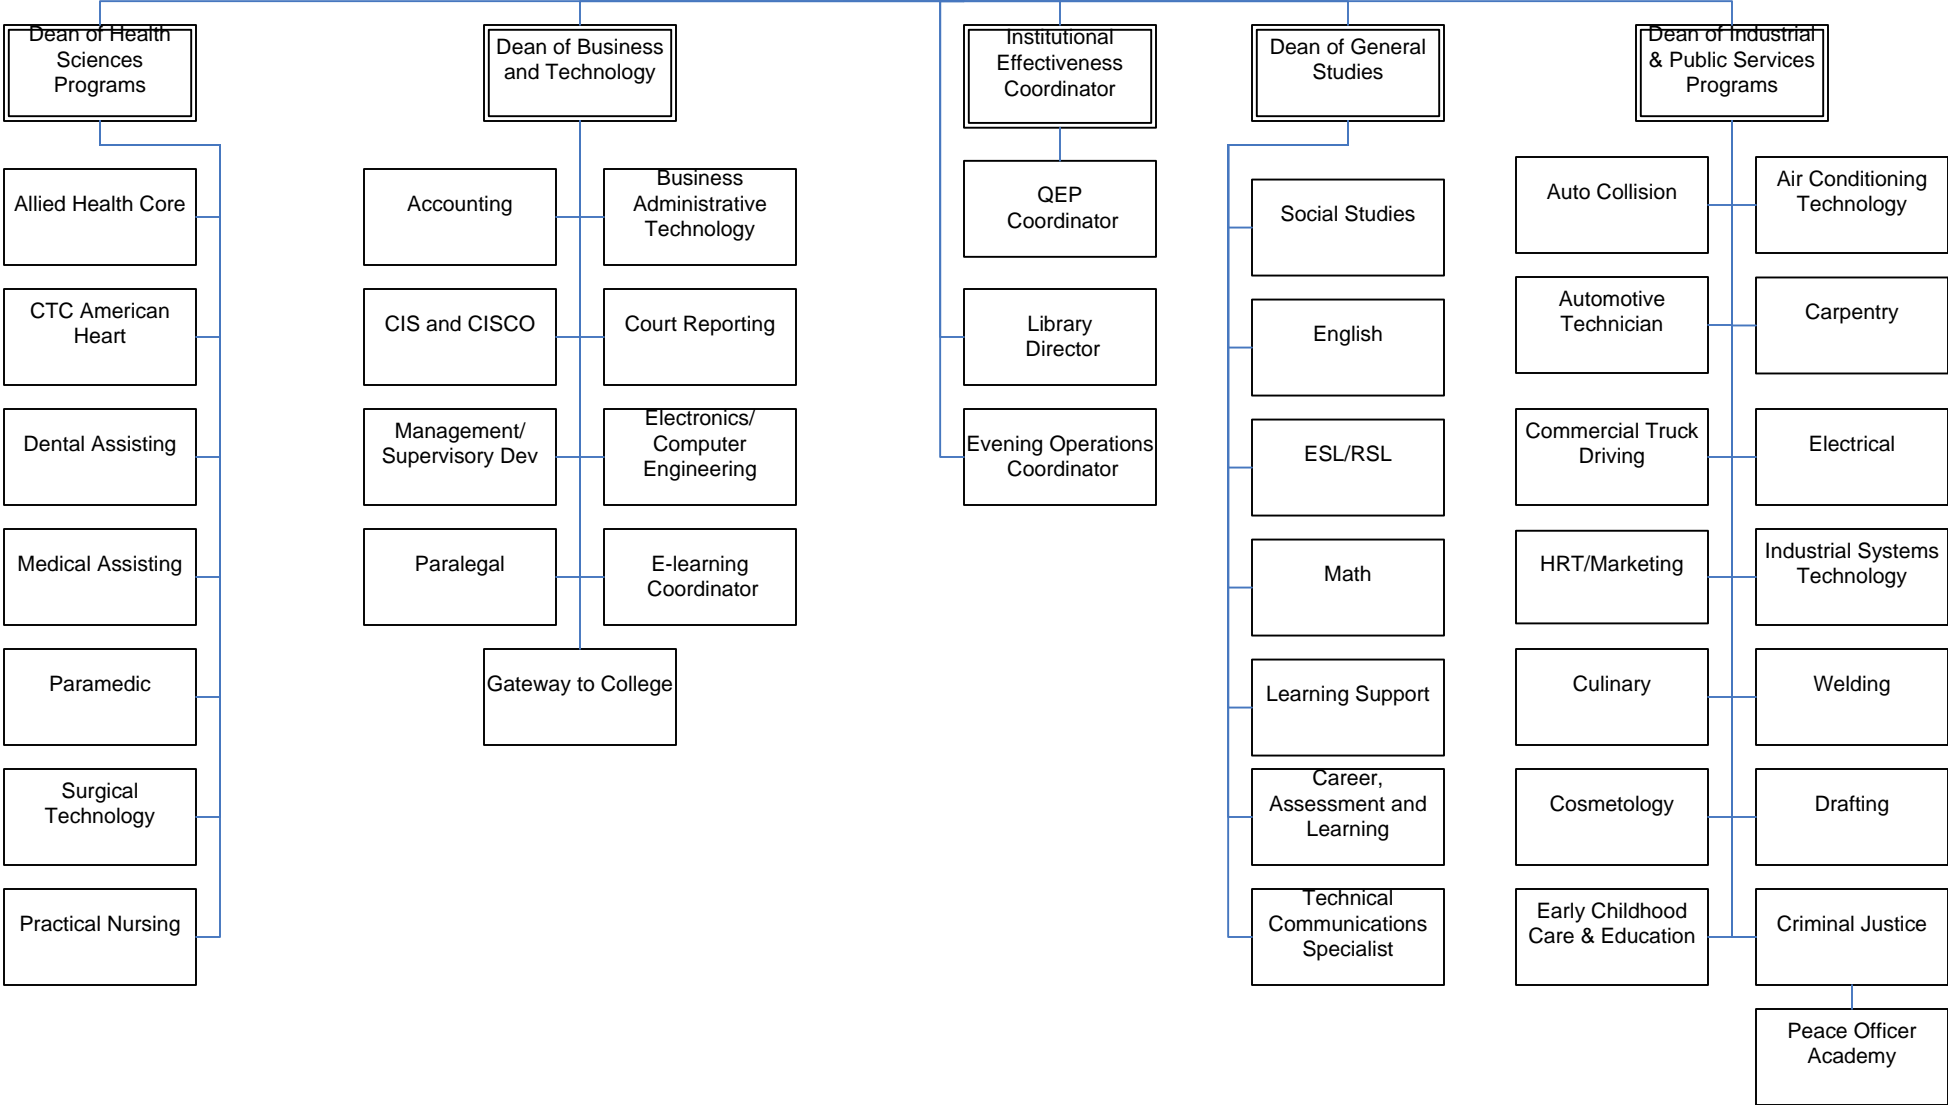 Dean of Health
Sciences
Programs
Dean of Business
and Technology
Institutional
Effectiveness
Coordinator
Dean of General
Studies
Dean of Industrial
& Public Services
Programs
Allied Health Core
CTC American
Heart
Dental Assisting
Medical Assisting
Paramedic
Surgical
Technology
Practical Nursing
Accounting
Business
Administrative
Technology
CIS and CISCO
Court Reporting
Management/
Supervisory Dev
Electronics/
Computer
Engineering
Paralegal
E-learning
Coordinator
Gateway to College
QEP
Coordinator
Library
Director
Evening Operations
Coordinator
Social Studies
English
ESL/RSL
Math
Learning Support
Career,
Assessment and
Learning
Technical
Communications
Specialist
Auto Collision
Air Conditioning
Technology
Automotive
Technician
Carpentry
Commercial Truck
Driving
Electrical
HRT/Marketing
Industrial Systems
Technology
Culinary
Welding
Cosmetology
Drafting
Early Childhood
Care & Education
Criminal Justice
Peace Officer
Academy